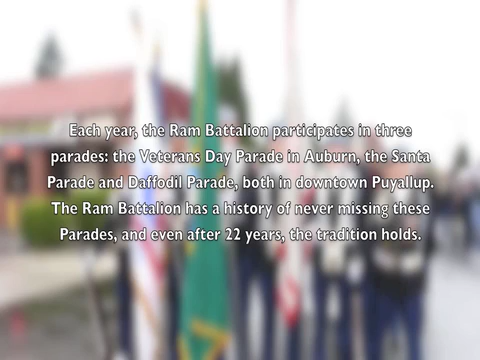 Each year, the Ram Battalion participates in three
parades: the Veterans Day Parade in Auburn, the Santa
Parade and Daffodil Parade, both in downtown Puyallup.
The Ram Battalion has a history of never missing these
Parades, and even after 22 years, the tradition holds.